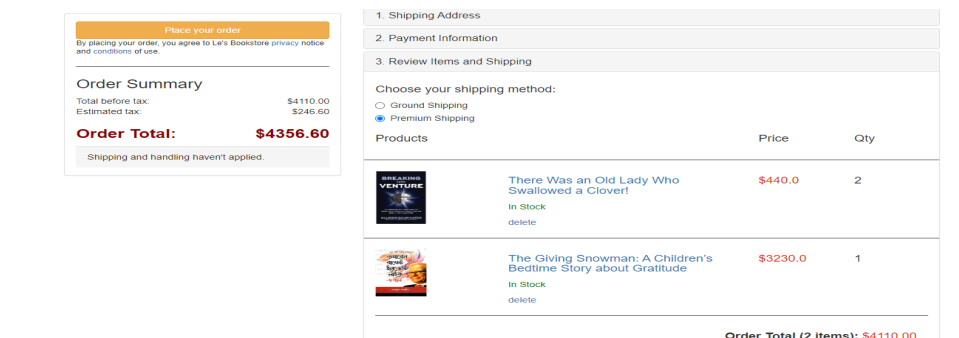 Place your order
By placing your order, you agree to Le's Bookstore privacy notice
and conditions of use.
Order Summary
Total before tax: $4110.00
Estimated tax: $246.60
Order Total: $4356.60
Shipping and handling haven't applied.
1. Shipping Address
2. Payment Information
3. Review Items and Shipping
Choose your shipping method:
Ground Shipping
Premium Shipping
Products Price Qty
BREAKING
VENTURE
There Was an Old Lady Who
Swallowed a Clover!
$440.0 2
In Stock
delete
The Giving Snowman: A Children's
Bedtime Story about Gratitude
$3230.0 1
In Stock
delete
Order Total (2 items): $4110.00